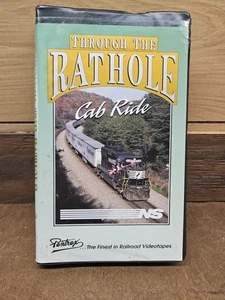 THROUGH THE
RATHOLE
Cab Ride
NS
Pentrex
The Finest in Railroad Videotapes